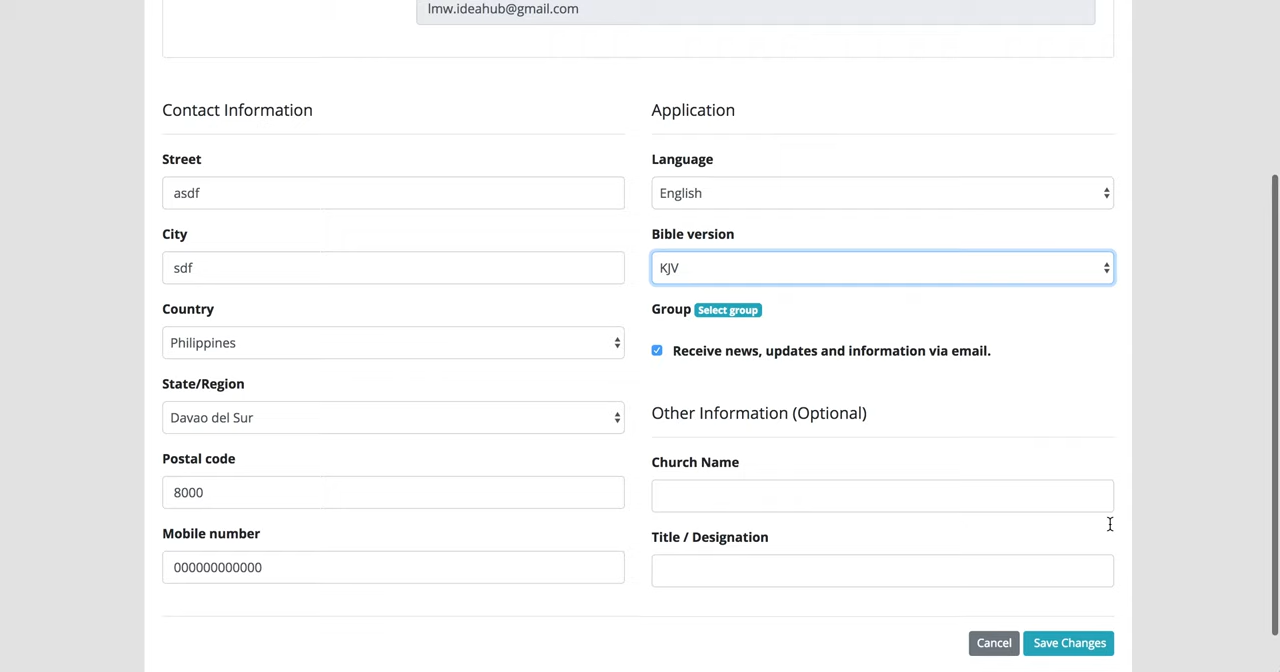 lmw.ideahub@gmail.com
Contact Information
Street
asdf
City
sdf
Country
Philippines
State/Region
Davao del Sur
Postal code
8000
Mobile number
000000000000
Application
Language
English
Bible version
KJV
Group Select group
Receive news, updates and information via email.
Other Information (Optional)
Church Name
Title / Designation
Cancel
Save Changes